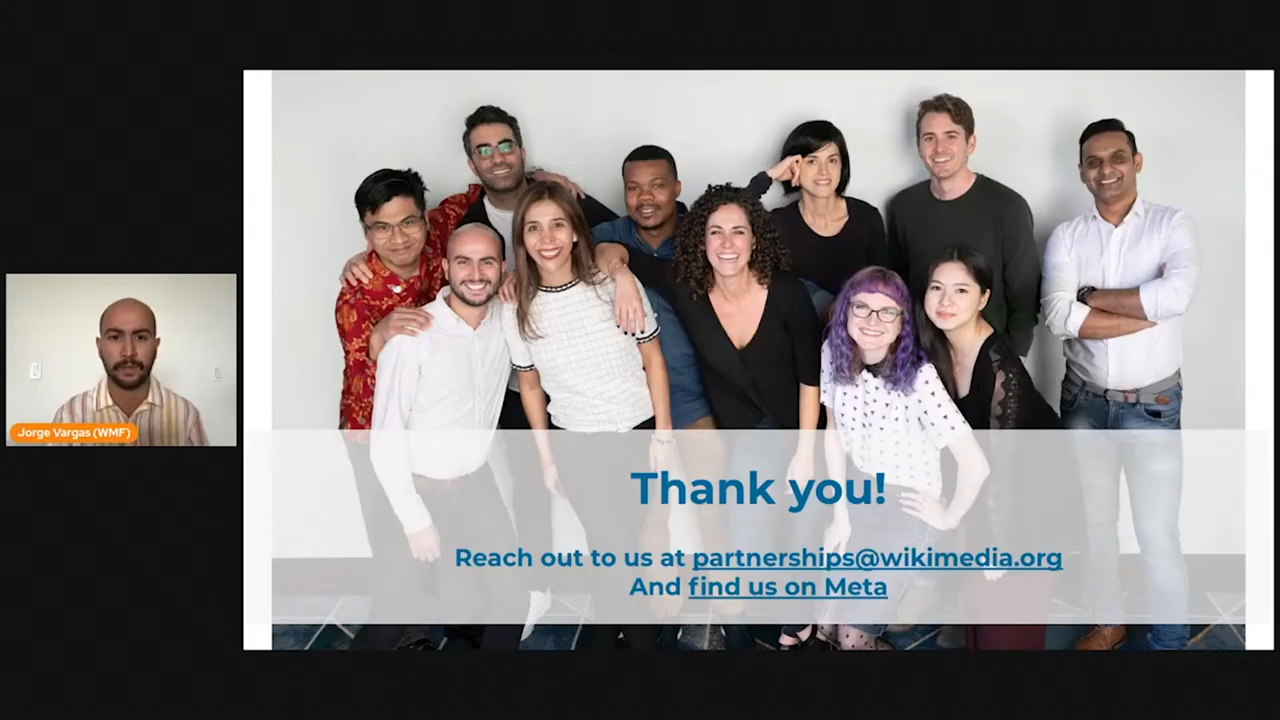 Jorge Vargas (WMF)
Thank you!
Reach out to us at partnerships@wikimedia.org
And find us on Meta